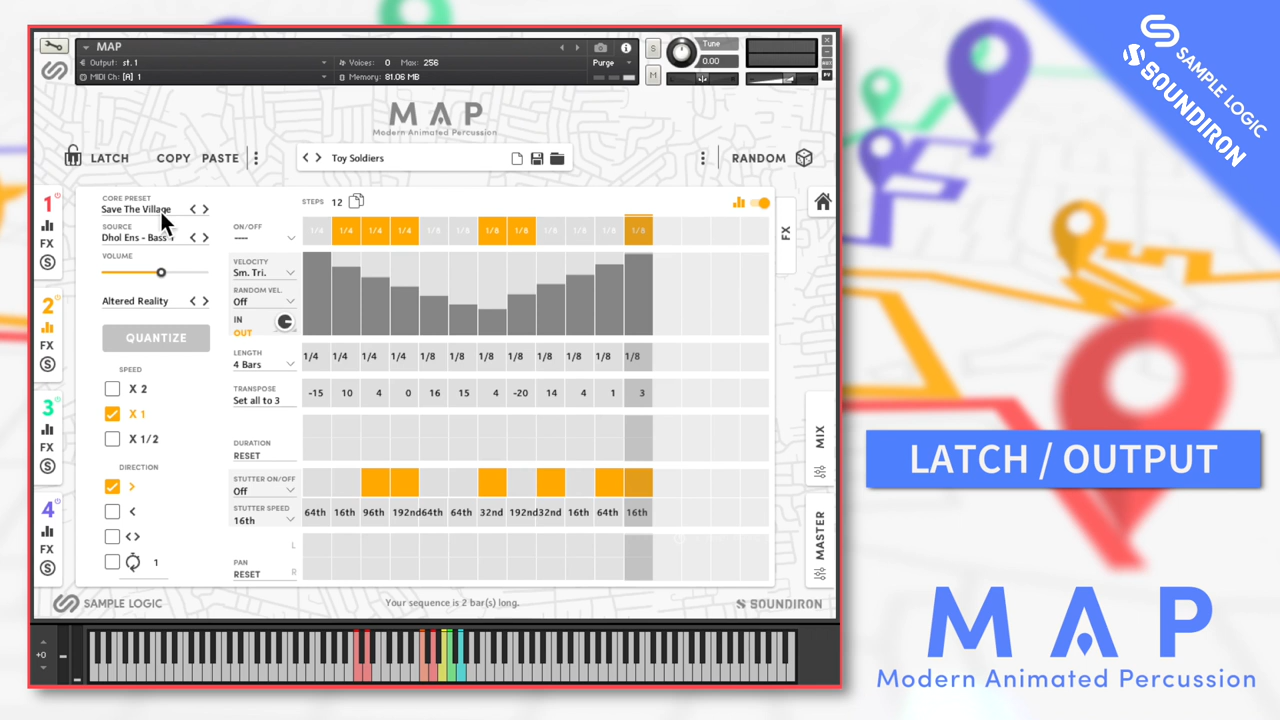 MAP
Output: st. 1
Voices: 0 Max: 256
Purge
MIDI Ch: [A] 1
Memory: 81.06 MB
S
M
Tune
0.00
MAP
Modern Animated Percussion
LATCH
COPY PASTE
Toy Soldiers
RANDOM
1
FX
S
2
FX
S
3
FX
S
4
FX
S
CORE PRESET
Save The Village
SOURCE
Dhol Ens - Bass 1
VOLUME
Altered Reality
QUANTIZE
SPEED
X 2
X 1
X 1/2
DIRECTION
>
<
<>
1
STEPS 12
ON/OFF
----
1/8 1/4 1/4 1/4 1/8 1/8 1/8 1/8 1/8 1/8 1/8 1/8
VELOCITY
Sm. Tri.
RANDOM VEL.
Off
IN
OUT
LENGTH
4 Bars
1/4 1/4 1/4 1/4 1/8 1/8 1/8 1/8 1/8 1/8 1/8 1/8
TRANSPOSE
Set all to 3
-15 10 4 0 16 15 4 -20 14 4 1 3
DURATION
RESET
STUTTER ON/OFF
Off
STUTTER SPEED
16th
64th 16th 96th 192nd 64th 64th 32nd 192nd 32nd 16th 64th 16th
PAN
RESET
L
R
FX
MIX
MASTER
SAMPLE LOGIC
Your sequence is 2 bar(s) long.
SOUNDIRON
+0
SAMPLE LOGIC
SOUNDIRON
LATCH / OUTPUT
MAP
Modern Animated Percussion